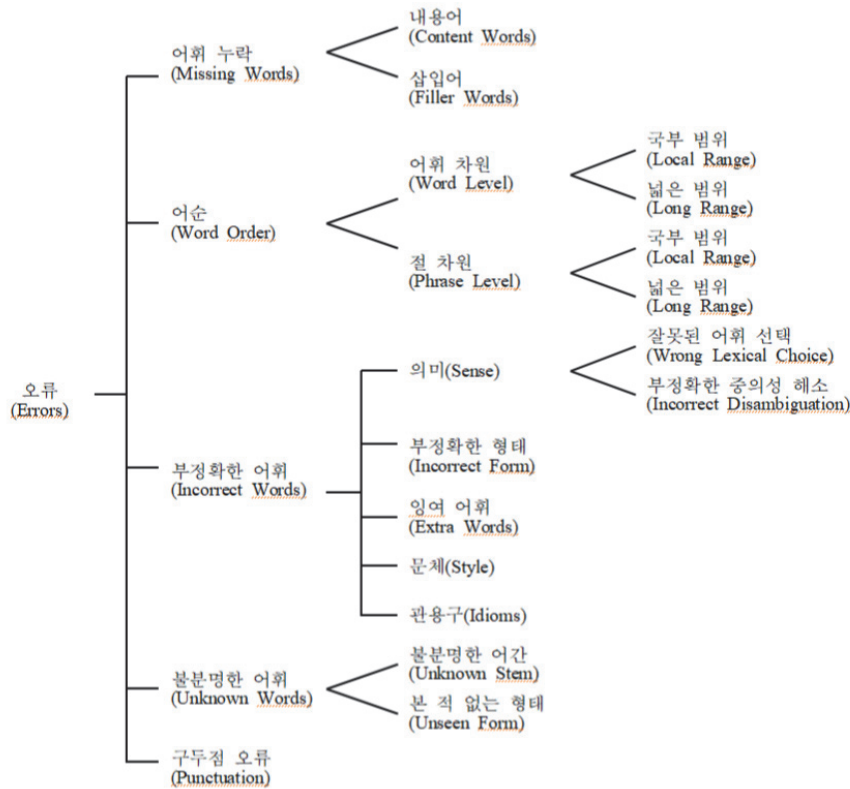 내용어
(Content Words)
어휘 누락
(Missing Words)
삽입어
(Filler Words)
국부 범위
(Local Range)
어휘 차원
(Word Level)
넓은 범위
(Long Range)
어순
(Word Order)
국부 범위
(Local Range)
절 차원
(Phrase Level)
넓은 범위
(Long Range)
잘못된 어휘 선택
(Wrong Lexical Choice)
의미(Sense)
부정확한 중의성 해소
(Incorrect Disambiguation)
오류
(Errors)
부정확한 형태
(Incorrect Form)
부정확한 어휘
(Incorrect Words)
잉여 어휘
(Extra Words)
문체(Style)
관용구(Idioms)
불분명한 어간
(Unknown Stem)
불분명한 어휘
(Unknown Words)
본 적 없는 형태
(Unseen Form)
구두점 오류
(Punctuation)